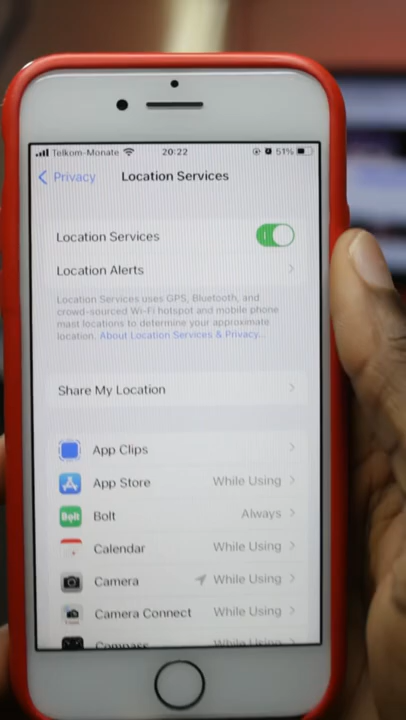 Telkom-Monate 20:22 51%
Privacy Location Services
Location Services
Location Alerts
Location Services uses GPS, Bluetooth, and
crowd-sourced Wi-Fi hotspot and mobile phone
mast locations to determine your approximate
location. About Location Services & Privacy...
Share My Location
App Clips
App Store While Using
Bolt Bolt Always
Calendar While Using
Camera While Using
Camera Connect While Using
Compass While Using